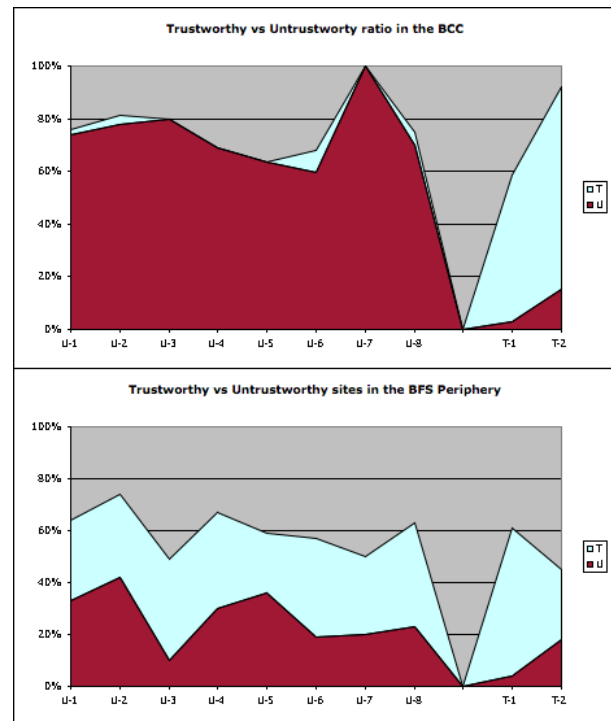 Trustworthy vs Untrustworty ratio in the BCC
100%
80%
60%
40%
20%
0%
U-1 U-2 U-3 U-4 U-5 U-6 U-7 U-8 T-1 T-2
T
U
Trustworthy vs Untrustworthy sites in the BFS Periphery
100%
80%
60%
40%
20%
0%
U-1 U-2 U-3 U-4 U-5 U-6 U-7 U-8 T-1 T-2
T
U